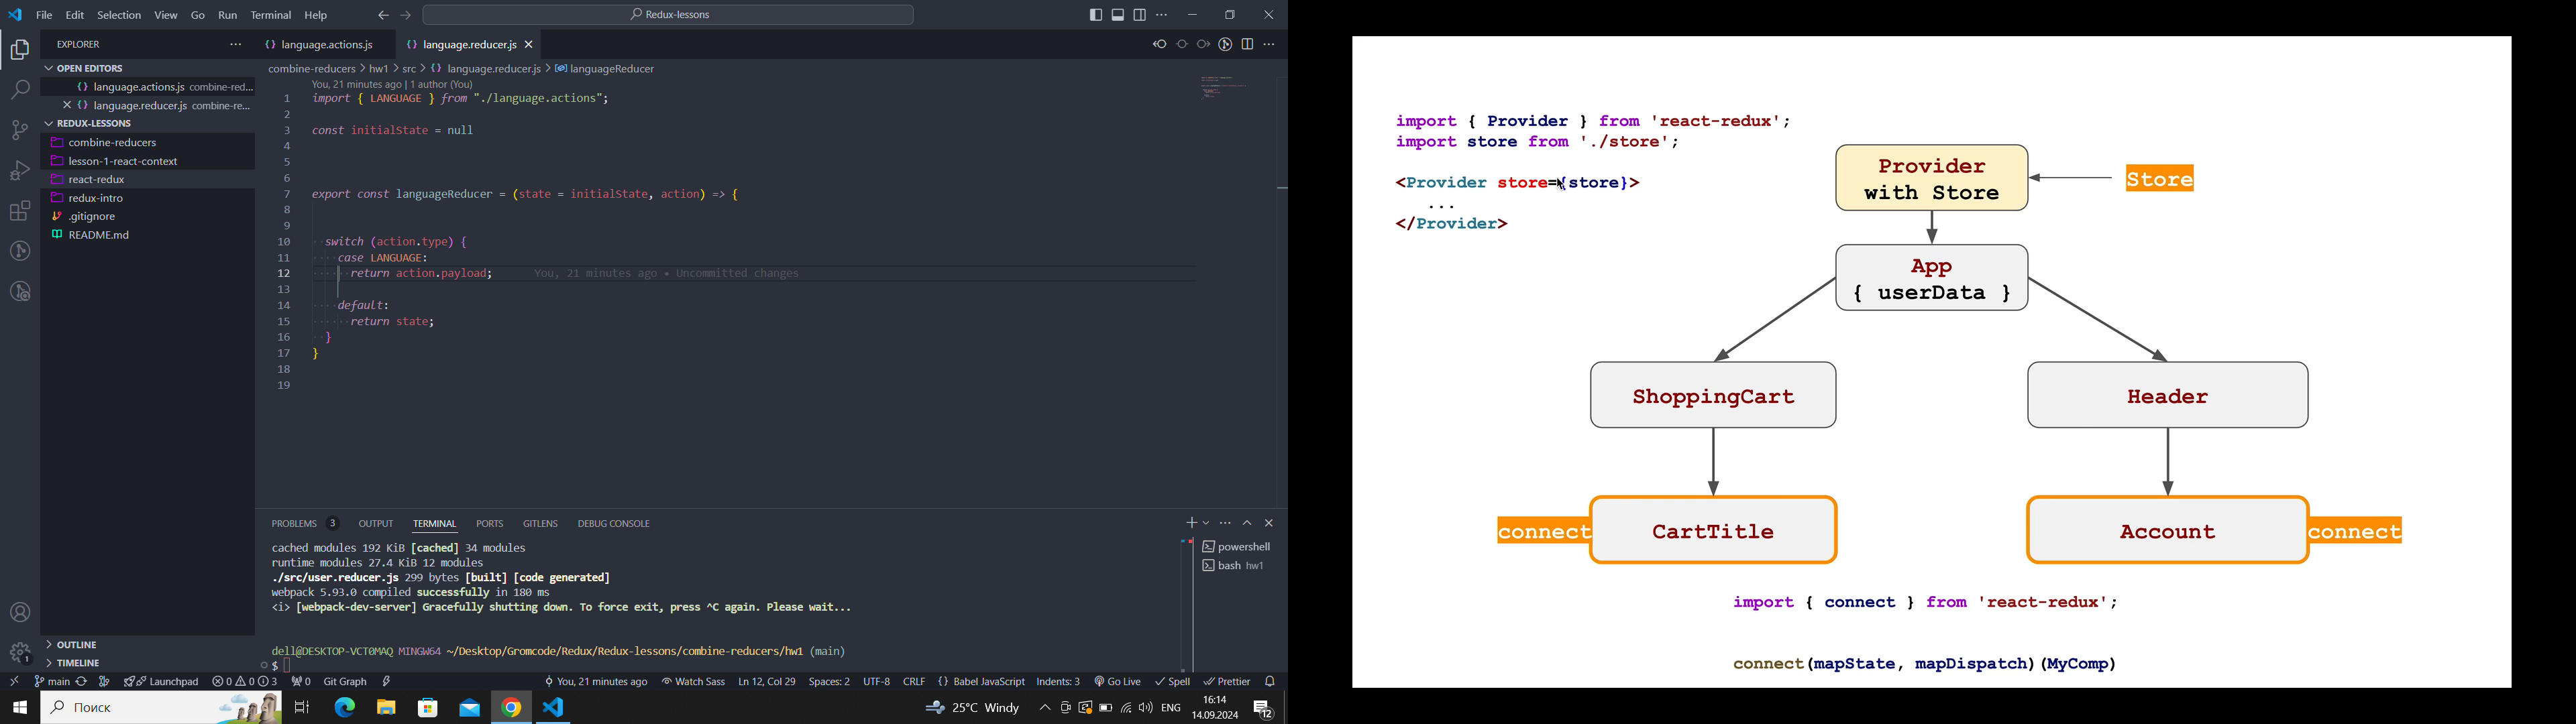 File Edit Selection View Go Run Terminal Help
Redux-lessons
EXPLORER
OPEN EDITORS
language.actions.js combine-red...
language.reducer.js combine-re...
REDUX-LESSONS
combine-reducers
lesson-1-react-context
react-redux
redux-intro
.gitignore
README.md
OUTLINE
TIMELINE
language.actions.js
language.reducer.js
combine-reducers > hw1 > src > language.reducer.js > languageReducer
You, 21 minutes ago | 1 author (You)
1 import { LANGUAGE } from "./language.actions";
2
3 const initialState = null
4
5
6
7 export const languageReducer = (state = initialState, action) => {
8
9
10 switch (action.type) {
11 case LANGUAGE:
12 return action.payload; You, 21 minutes ago • Uncommitted changes
13
14 default:
15 return state;
16 }
17 }
18
19
PROBLEMS 3 OUTPUT TERMINAL PORTS GITLENS DEBUG CONSOLE
cached modules 192 KiB [cached] 34 modules
runtime modules 27.4 KiB 12 modules
./src/user.reducer.js 299 bytes [built] [code generated]
webpack 5.93.0 compiled successfully in 180 ms
<i> [webpack-dev-server] Gracefully shutting down. To force exit, press ^C again. Please wait...
dell@DESKTOP-VCT0MAQ MINGW64 ~/Desktop/Gromcode/Redux/Redux-lessons/combine-reducers/hw1 (main)
$
powershell
bash hw1
1
main Launchpad 0 0 3 0 Git Graph You, 21 minutes ago Watch Sass Ln 12, Col 29 Spaces: 2 UTF-8 CRLF {} Babel JavaScript Indents: 3 Go Live Spell Prettier
Поиск
25°C Windy
ENG
16:14
14.09.2024
12
import { Provider } from 'react-redux';
import store from './store';
<Provider store={store}>
...
</Provider>
Provider
with Store
Store
App
{ userData }
ShoppingCart
Header
connect
CartTitle
Account
connect
import { connect } from 'react-redux';
connect(mapState, mapDispatch)(MyComp)